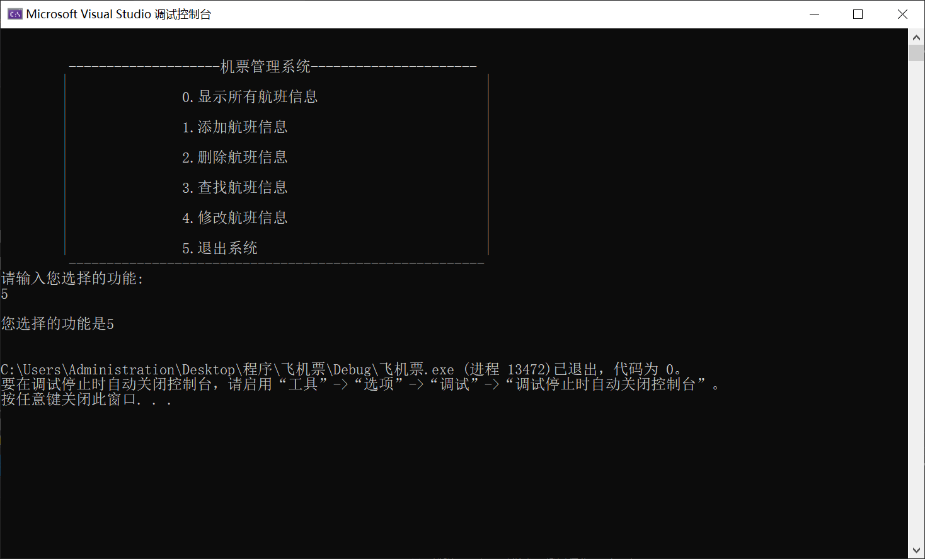 Microsoft Visual Studio 调试控制台
--------------------机票管理系统----------------------
0.显示所有航班信息
1.添加航班信息
2.删除航班信息
3.查找航班信息
4.修改航班信息
5.退出系统
-------------------------------------------------------
请输入您选择的功能:
5
您选择的功能是5
C:\Users\Administration\Desktop\程序\飞机票\Debug\飞机票.exe (进程 13472)已退出，代码为 0。
要在调试停止时自动关闭控制台，请启用“工具”->“选项”->“调试”->“调试停止时自动关闭控制台”。
按任意键关闭此窗口. . .